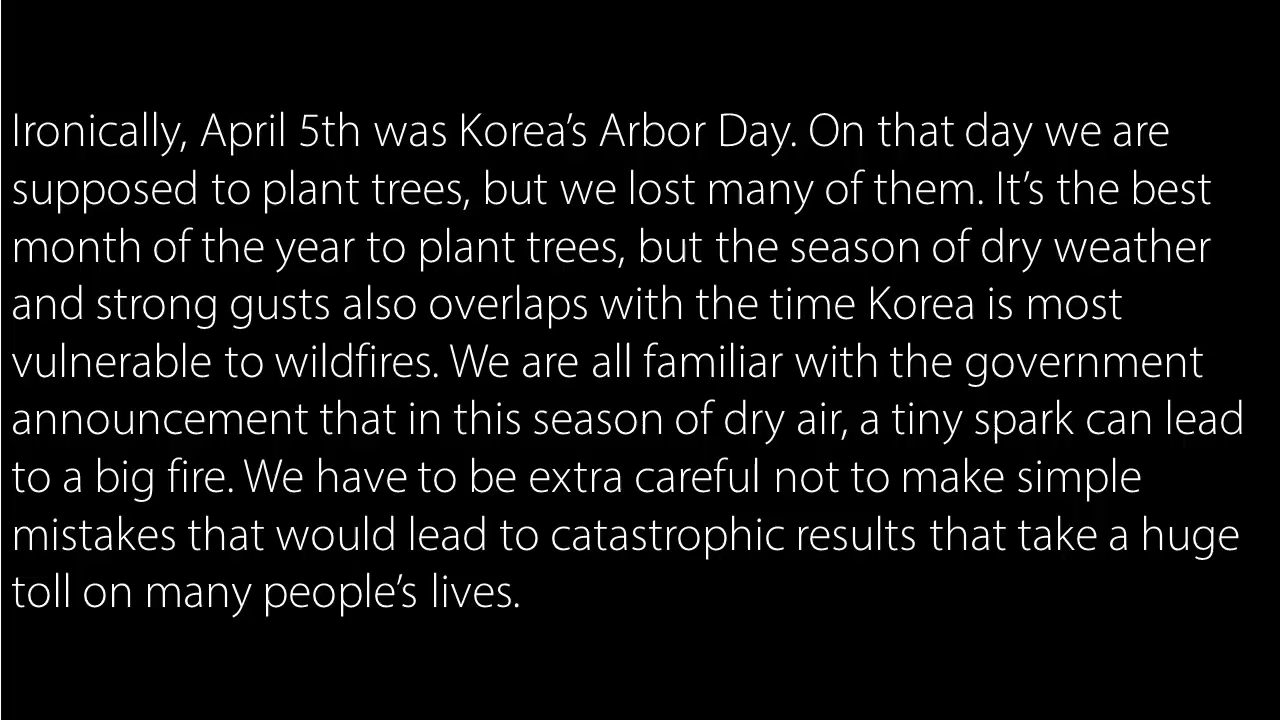 Ironically, April 5th was Korea’s Arbor Day. On that day we are
supposed to plant trees, but we lost many of them. It’s the best
month of the year to plant trees, but the season of dry weather
and strong gusts also overlaps with the time Korea is most
vulnerable to wildfires. We are all familiar with the government
announcement that in this season of dry air, a tiny spark can lead
to a big fire. We have to be extra careful not to make simple
mistakes that would lead to catastrophic results that take a huge
toll on many people’s lives.